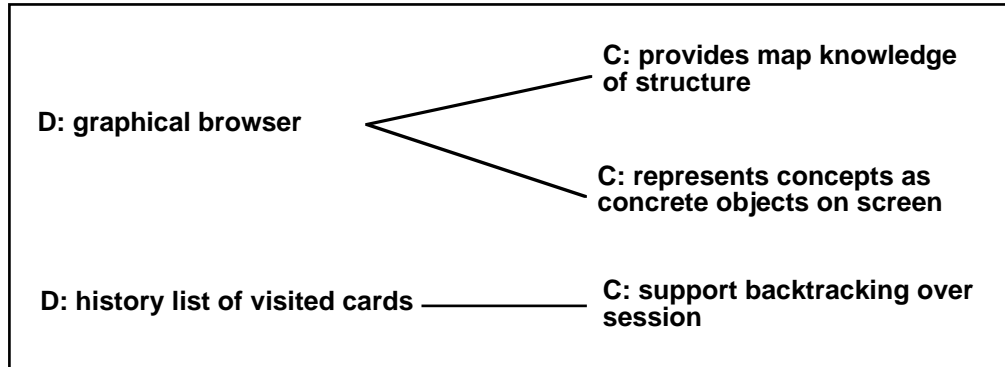 C: provides map knowledge
of structure
D: graphical browser
C: represents concepts as
concrete objects on screen
D: history list of visited cards
C: support backtracking over
session